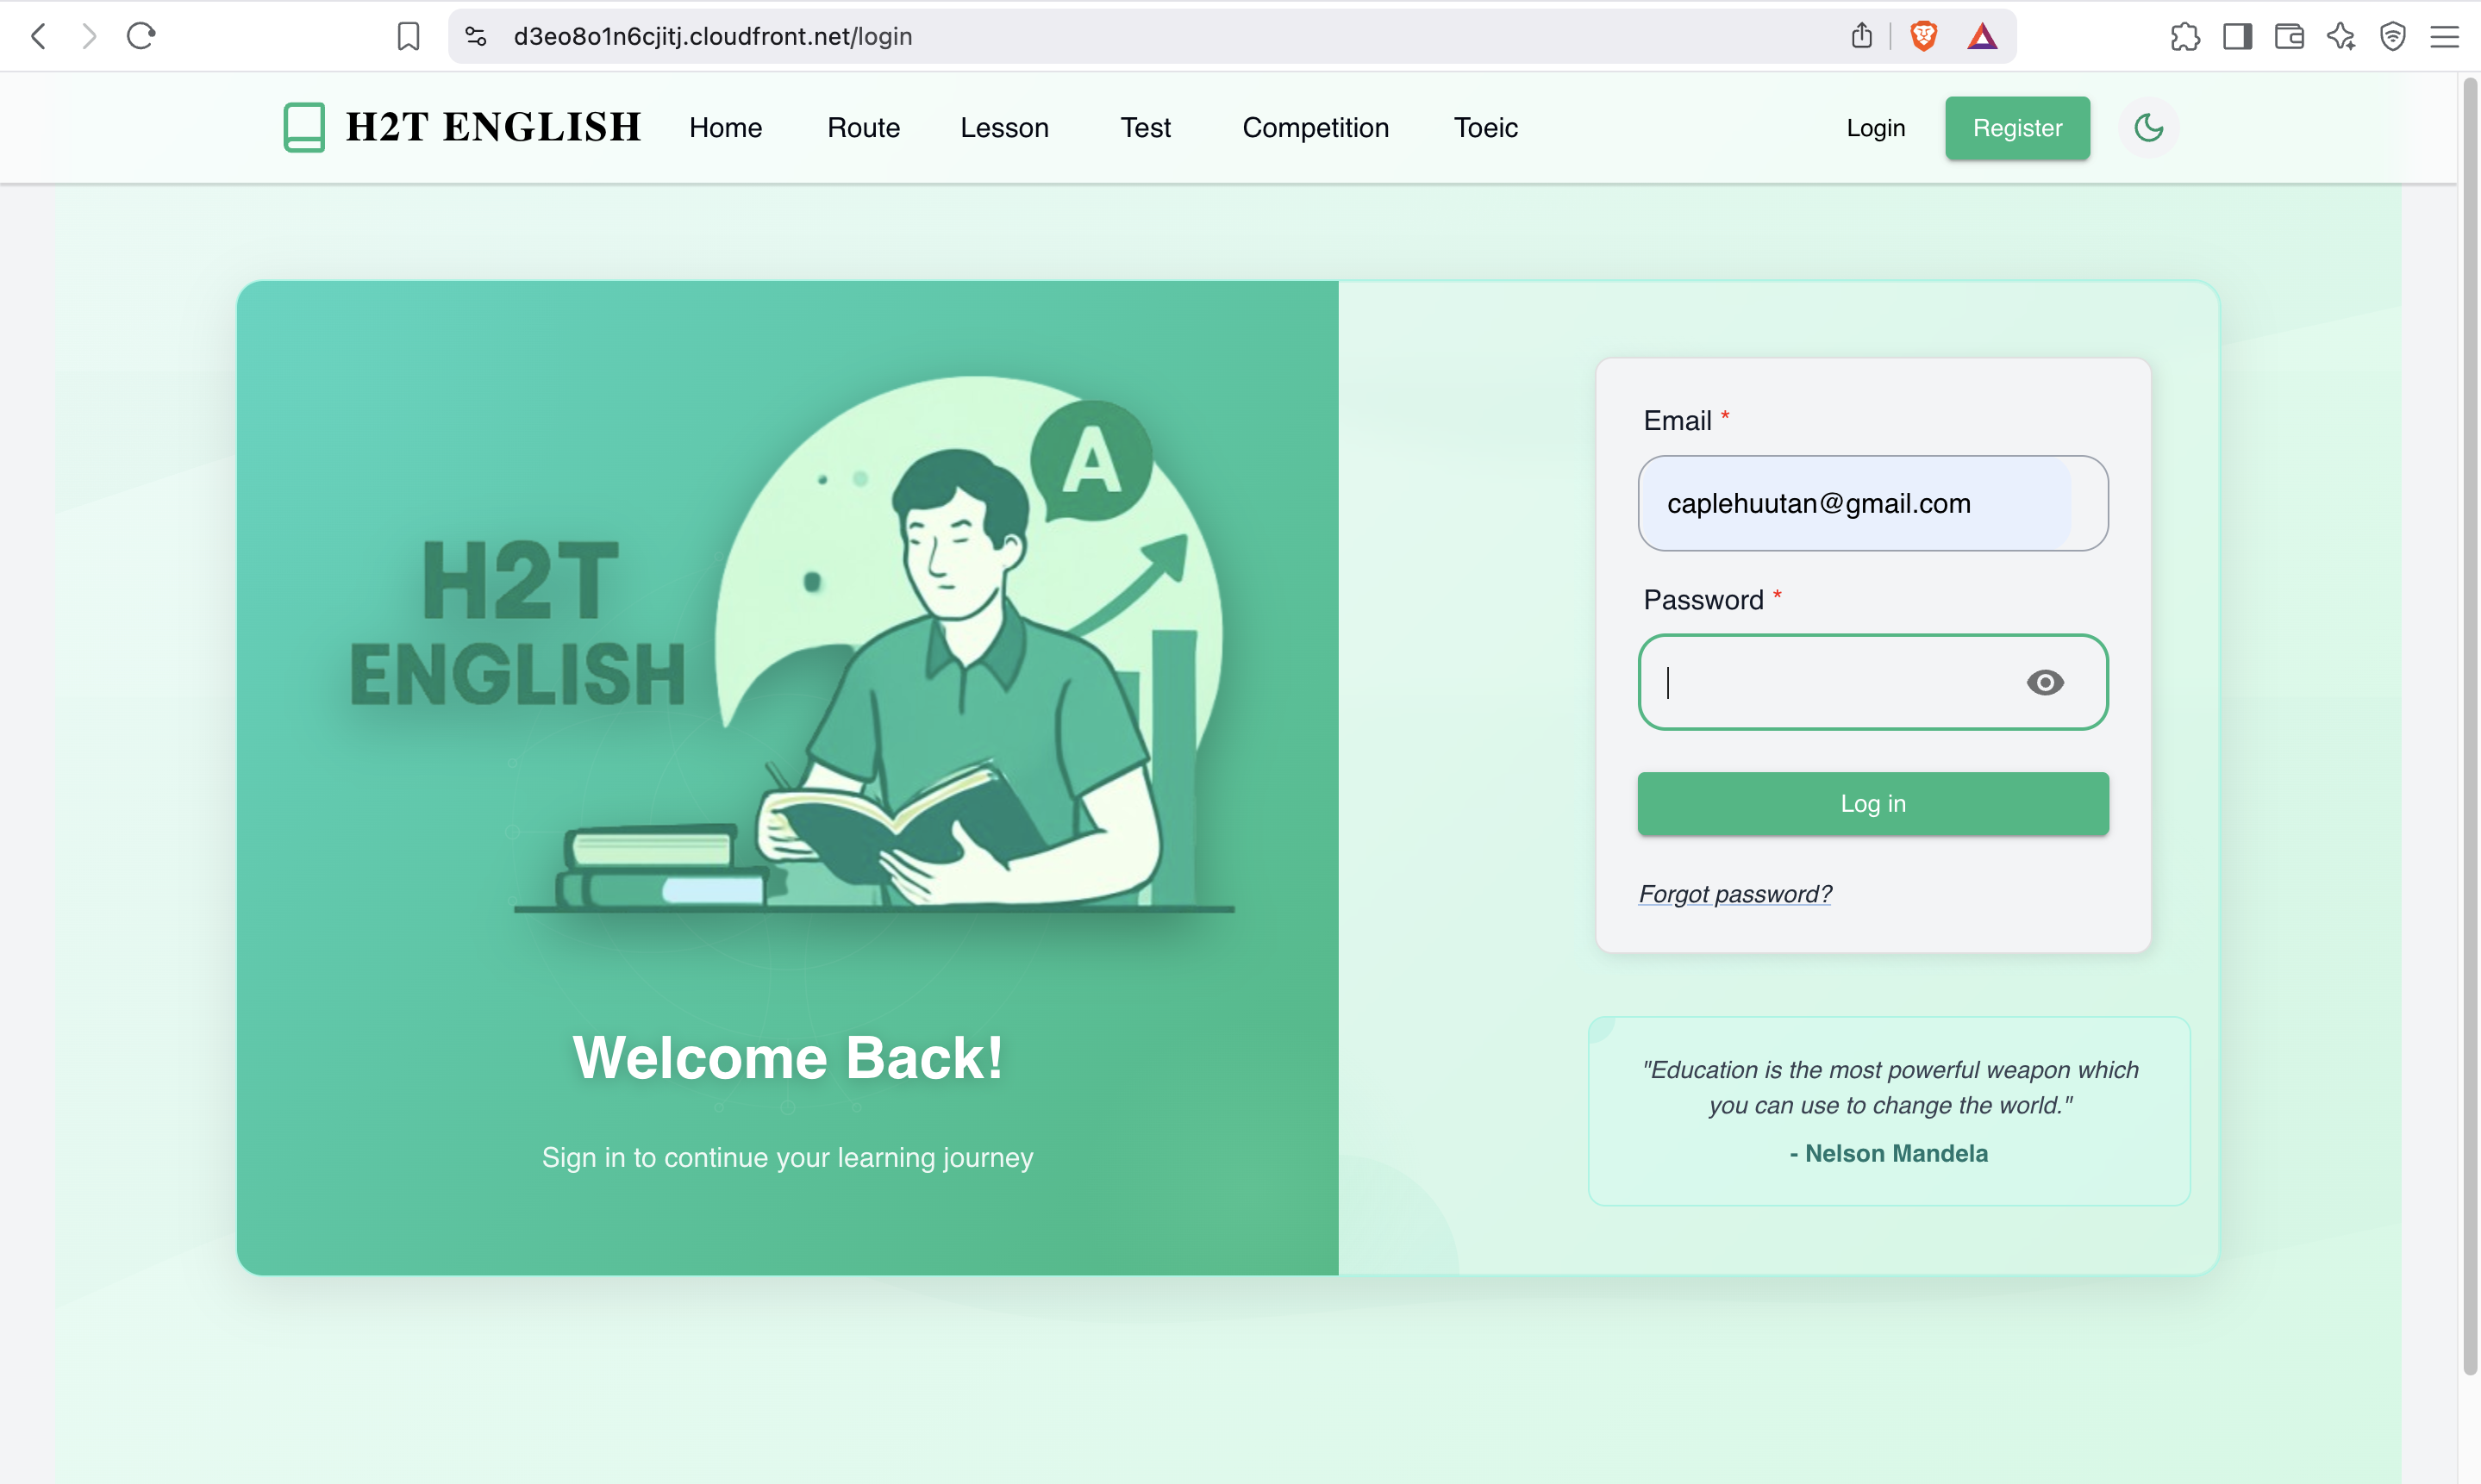 d3eo8o1n6cjitj.cloudfront.net/login
H2T ENGLISH Home Route Lesson Test Competition Toeic Login Register
A
H2T
ENGLISH
Welcome Back!
Sign in to continue your learning journey
Email *
caplehuutan@gmail.com
Password *
Log in
Forgot password?
"Education is the most powerful weapon which
you can use to change the world."
- Nelson Mandela